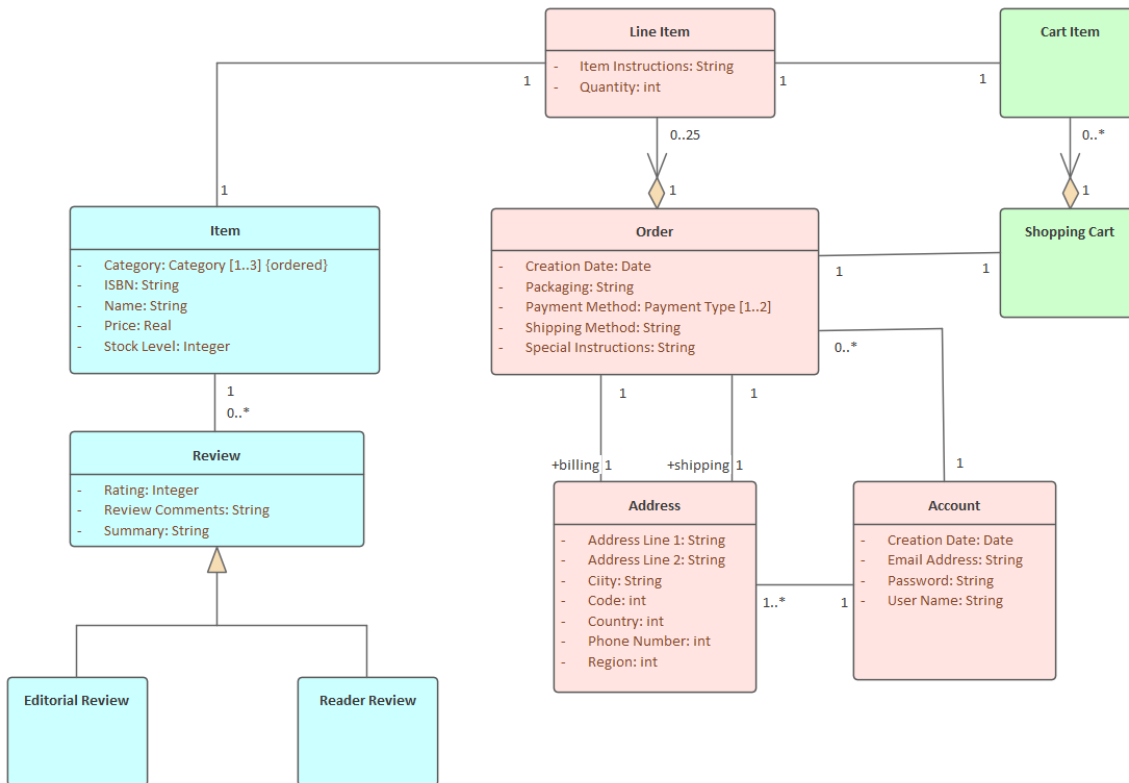 Line Item
- Item Instructions: String
- Quantity: int
Cart Item
1
1
1
1
0..25
0..*
1
1
1
Item
- Category: Category [1..3] {ordered}
- ISBN: String
- Name: String
- Price: Real
- Stock Level: Integer
Order
- Creation Date: Date
- Packaging: String
- Payment Method: Payment Type [1..2]
- Shipping Method: String
- Special Instructions: String
Shopping Cart
1
1
0..*
1
0..*
1
1
Review
- Rating: Integer
- Review Comments: String
- Summary: String
+billing 1
+shipping 1
1
Address
- Address Line 1: String
- Address Line 2: String
- Ciity: String
- Code: int
- Country: int
- Phone Number: int
- Region: int
Account
- Creation Date: Date
- Email Address: String
- Password: String
- User Name: String
1..*
1
Editorial Review
Reader Review